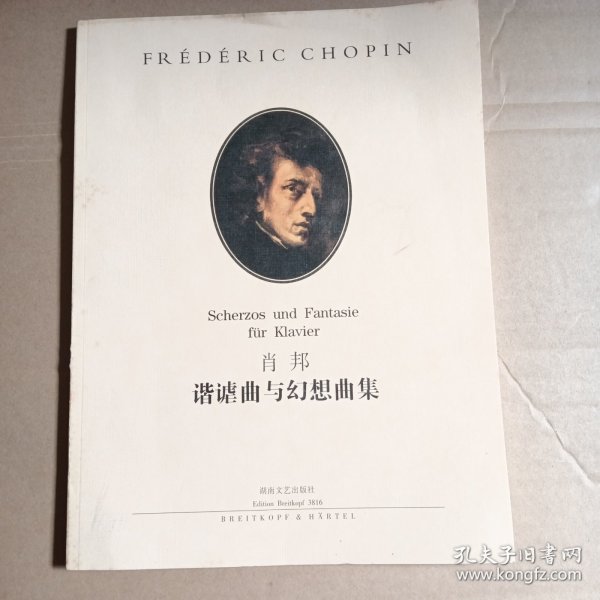 FRÉDÉRIC CHOPIN
Scherzos und Fantasie
für Klavier
肖邦
谐谑曲与幻想曲集
湖南文艺出版社
Edition Breitkopf 3816
BREITKOPF & HÄRTEL
孔夫子旧书网
www.kongfz.com